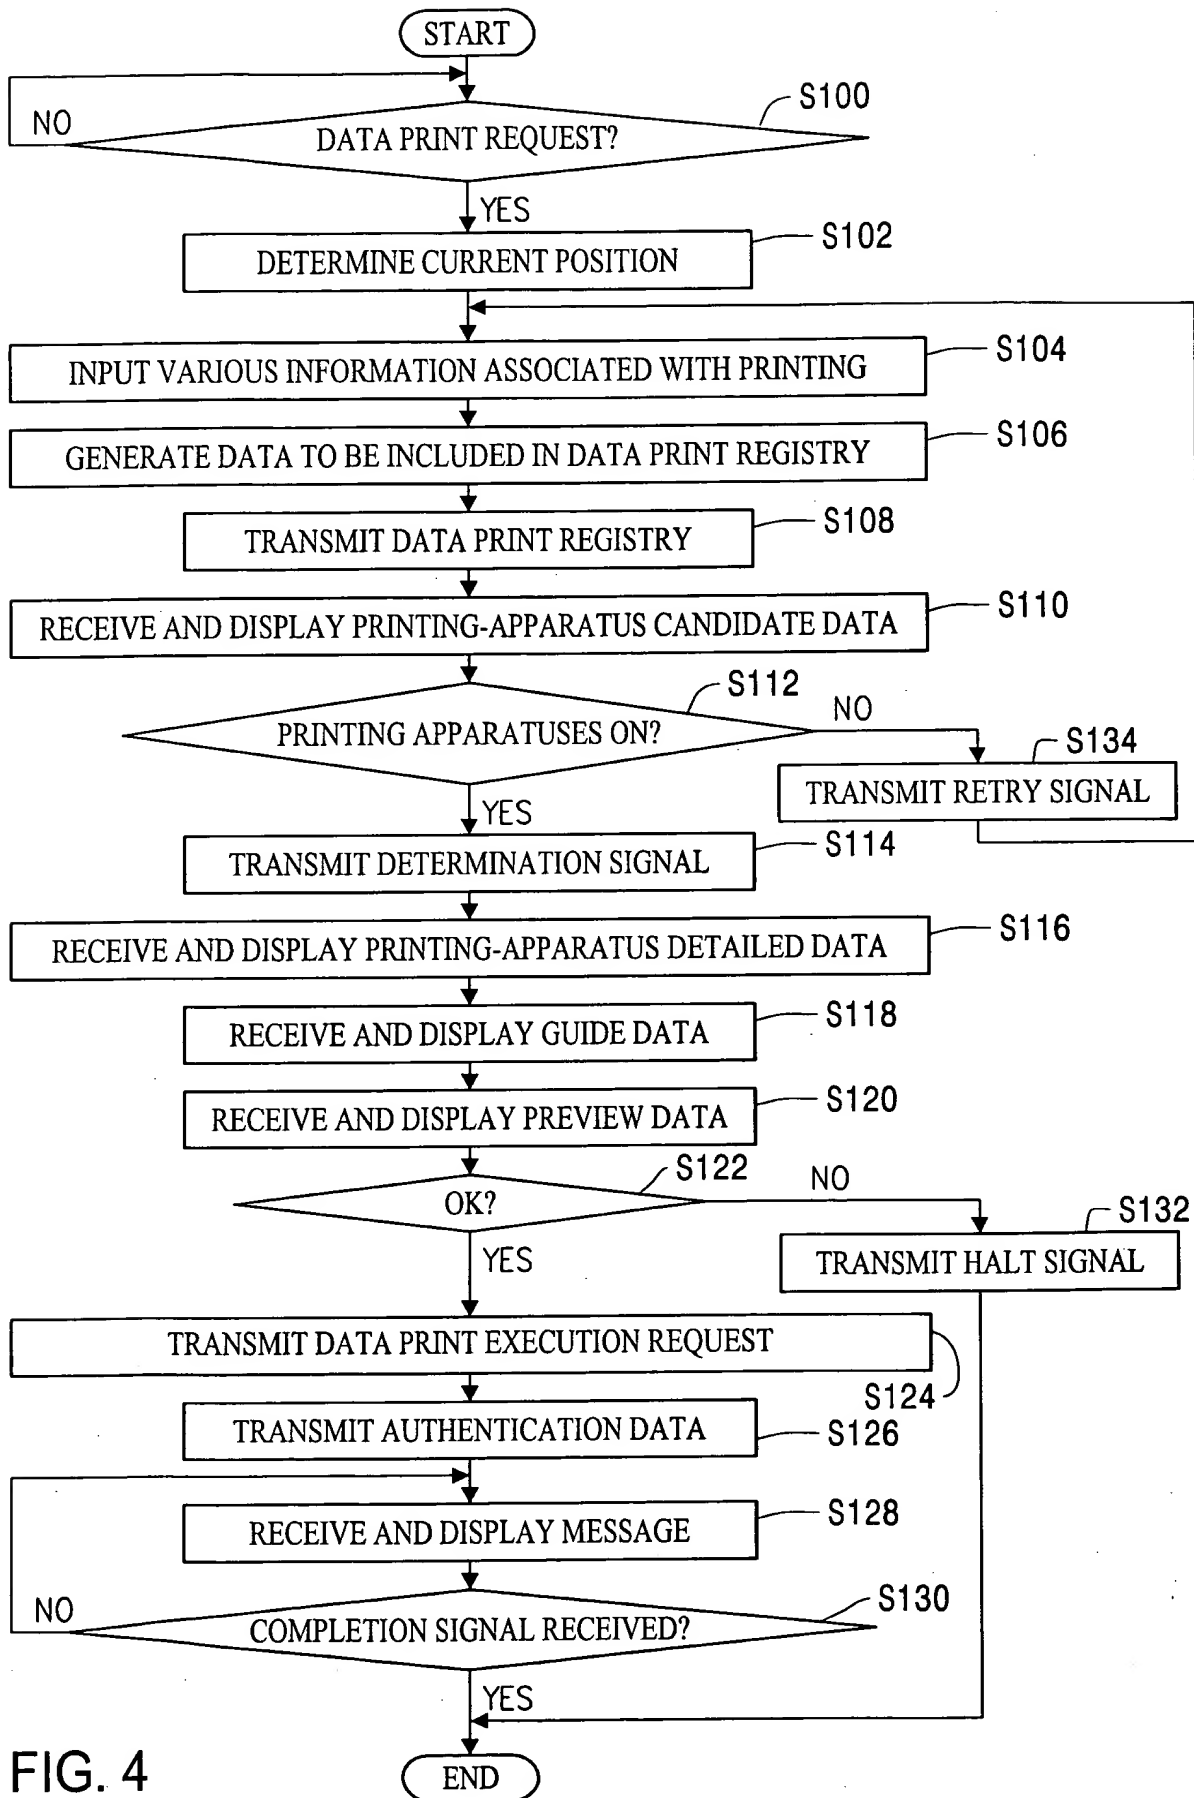 START
NO
S100
DATA PRINT REQUEST?
YES
S102
DETERMINE CURRENT POSITION
S104
INPUT VARIOUS INFORMATION ASSOCIATED WITH PRINTING
S106
GENERATE DATA TO BE INCLUDED IN DATA PRINT REGISTRY
S108
TRANSMIT DATA PRINT REGISTRY
S110
RECEIVE AND DISPLAY PRINTING-APPARATUS CANDIDATE DATA
S112
PRINTING APPARATUSES ON?
NO
S134
TRANSMIT RETRY SIGNAL
YES
S114
TRANSMIT DETERMINATION SIGNAL
S116
RECEIVE AND DISPLAY PRINTING-APPARATUS DETAILED DATA
S118
RECEIVE AND DISPLAY GUIDE DATA
S120
RECEIVE AND DISPLAY PREVIEW DATA
S122
OK?
NO
S132
TRANSMIT HALT SIGNAL
YES
TRANSMIT DATA PRINT EXECUTION REQUEST
S124
TRANSMIT AUTHENTICATION DATA
S126
RECEIVE AND DISPLAY MESSAGE
S128
NO
S130
COMPLETION SIGNAL RECEIVED?
YES
END
FIG. 4